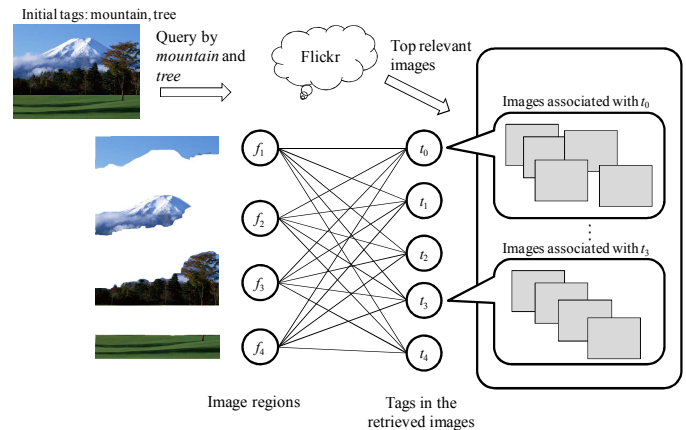 Initial tags: mountain, tree
Query by
mountain and
tree
Flickr
Top relevant
images
Images associated with t0
f1
t0
t1
f2
t2
⋮
Images associated with t3
f3
t3
f4
t4
Image regions
Tags in the
retrieved images